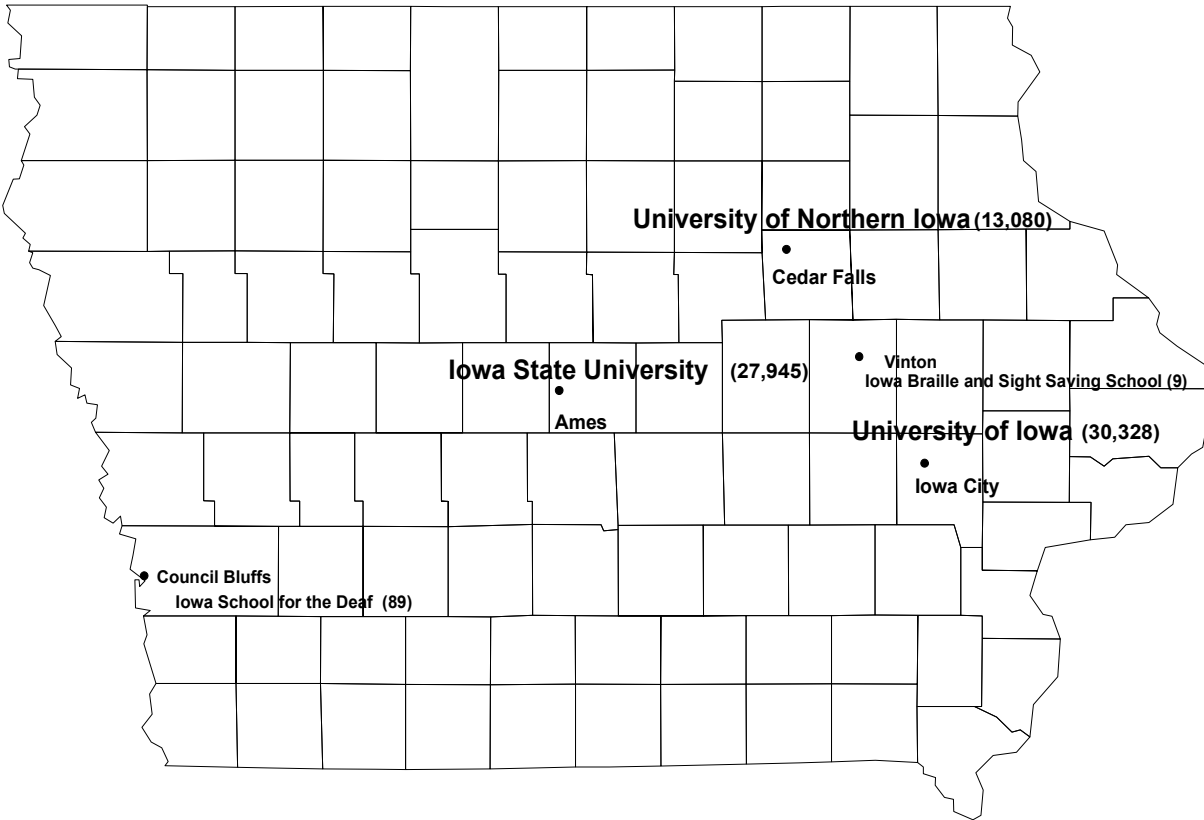 University of Northern Iowa (13,080)
Cedar Falls
Iowa State University (27,945)
Ames
Vinton
Iowa Braille and Sight Saving School (9)
University of Iowa (30,328)
Iowa City
Council Bluffs
Iowa School for the Deaf (89)